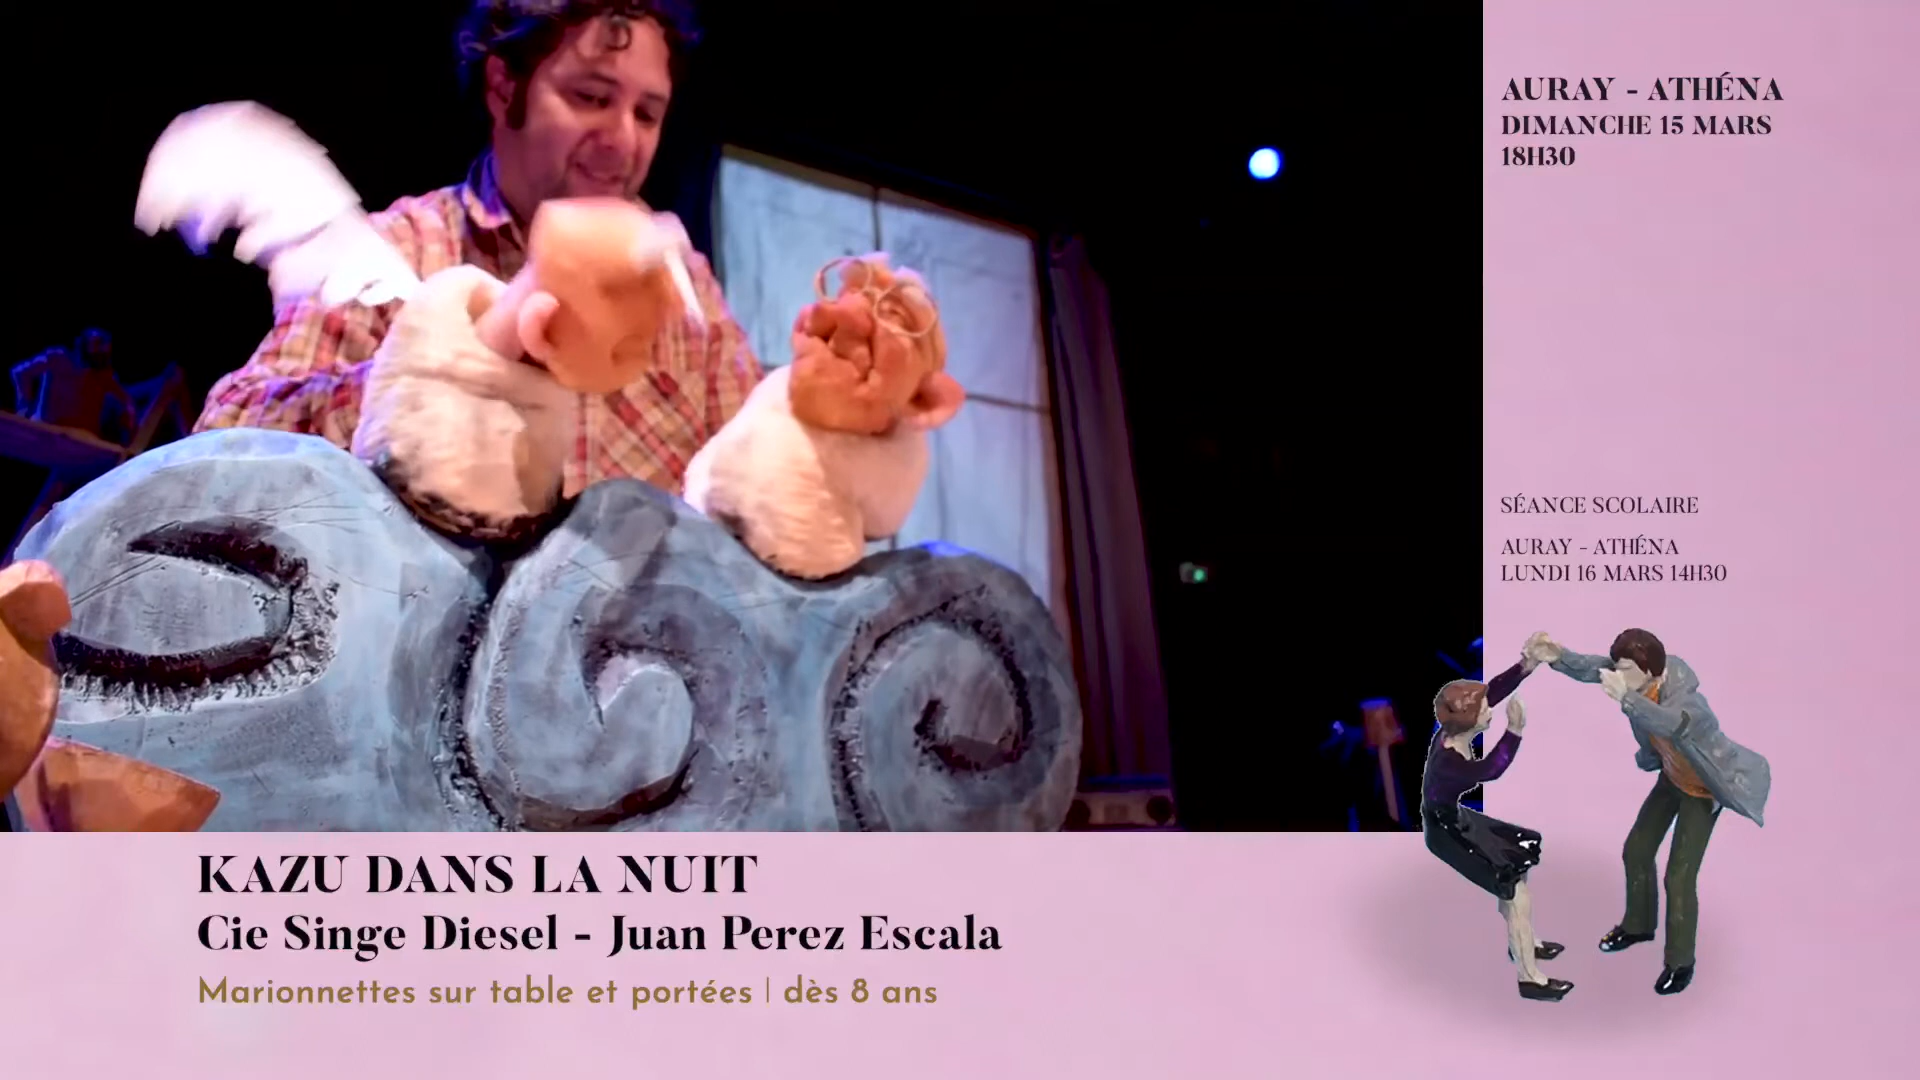 AURAY - ATHÉNA
DIMANCHE 15 MARS
18H30
SÉANCE SCOLAIRE
AURAY - ATHÉNA
LUNDI 16 MARS 14H30
KAZU DANS LA NUIT
Cie Singe Diesel - Juan Perez Escala
Marionnettes sur table et portées | dès 8 ans